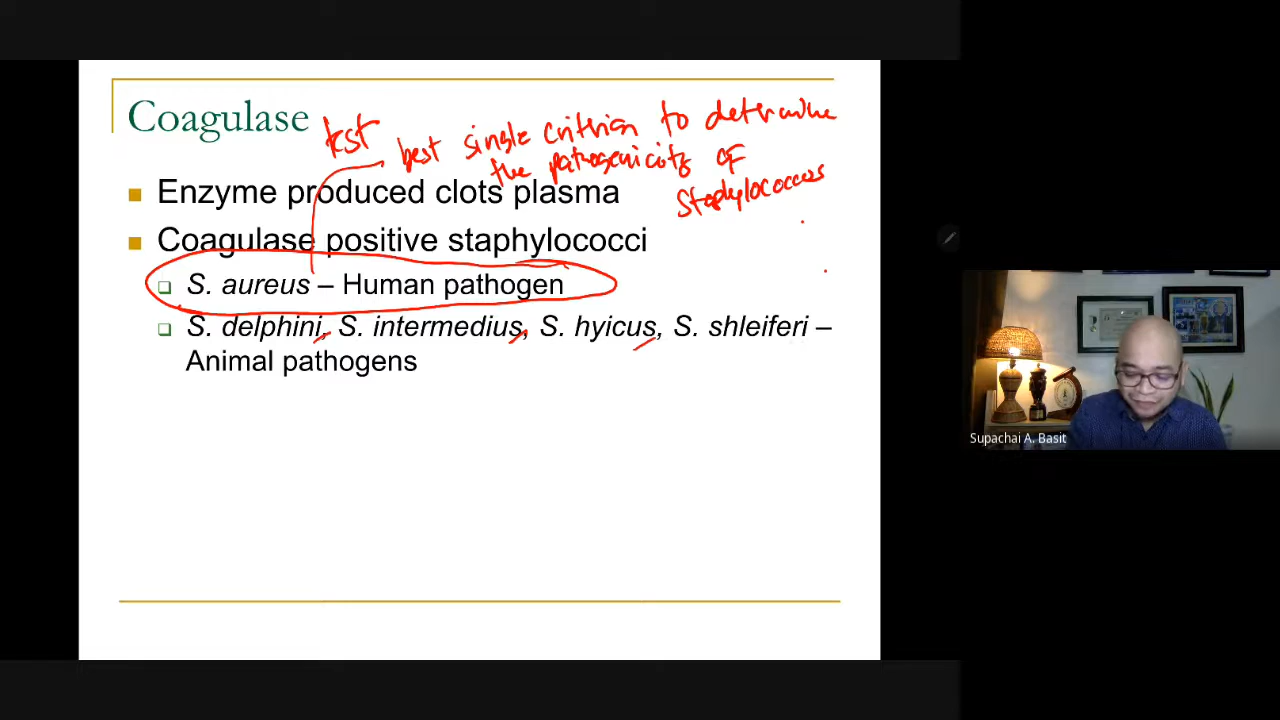 Coagulase test
best single criterion to determine
the pathogenicity of
Staphylococcus
Enzyme produced clots plasma
Coagulase positive staphylococci
S. aureus – Human pathogen
S. delphini, S. intermedius, S. hyicus, S. shleiferi –
Animal pathogens
Supachai A. Basit